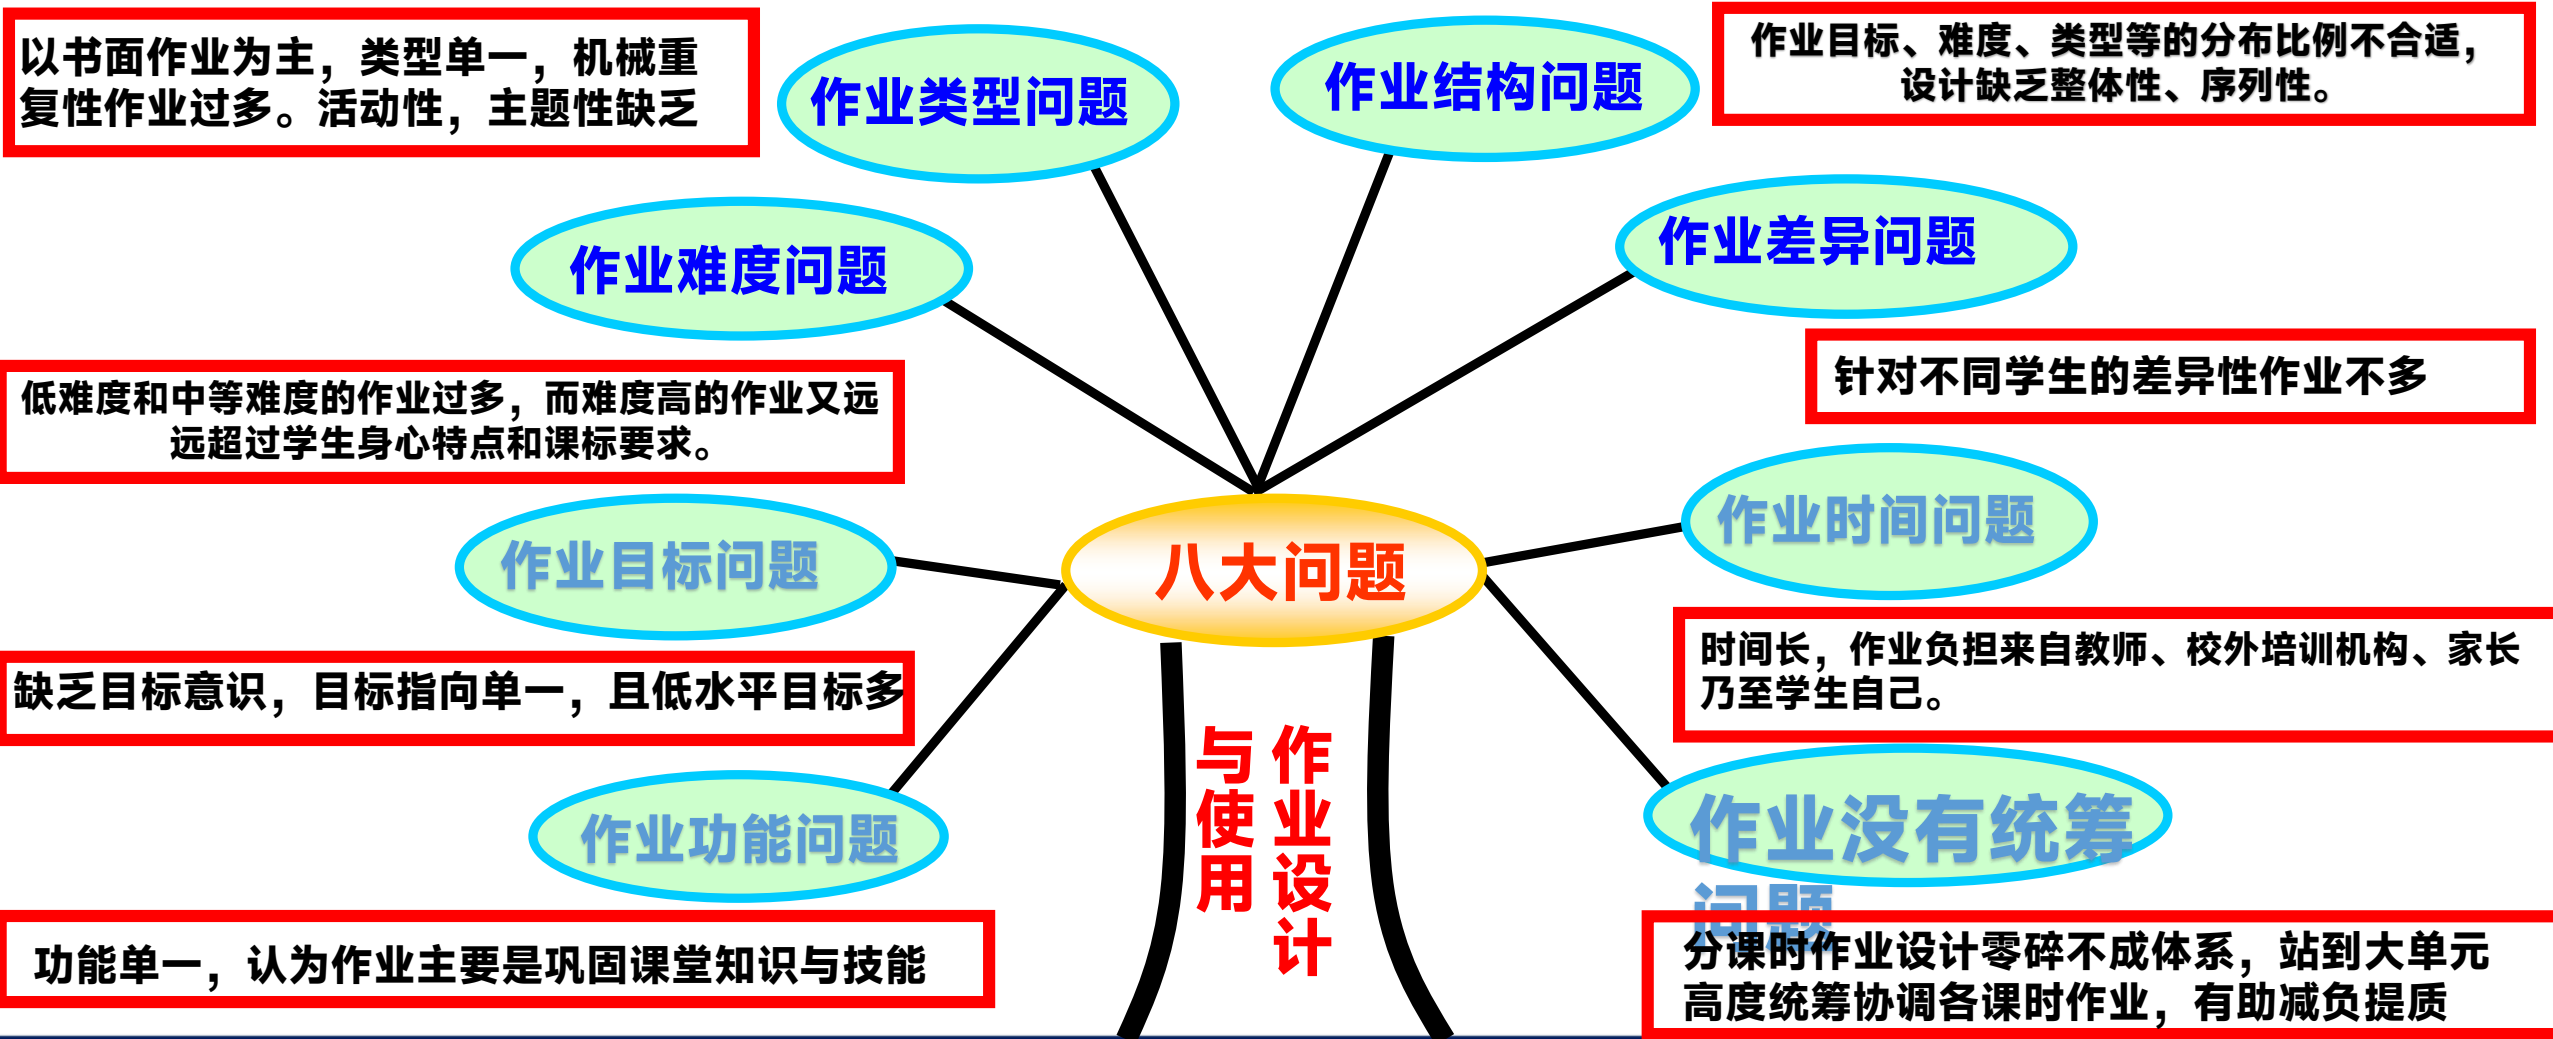 以书面作业为主，类型单一，机械重
复性作业过多。活动性，主题性缺乏
作业类型问题
作业结构问题
作业目标、难度、类型等的分布比例不合适，
设计缺乏整体性、序列性。
作业难度问题
作业差异问题
低难度和中等难度的作业过多，而难度高的作业又远
远超过学生身心特点和课标要求。
针对不同学生的差异性作业不多
作业目标问题
八大问题
作业时间问题
缺乏目标意识，目标指向单一，且低水平目标多
时间长，作业负担来自教师、校外培训机构、家长
乃至学生自己。
作业功能问题
作业设计
与使用
作业没有统筹
问题
功能单一，认为作业主要是巩固课堂知识与技能
分课时作业设计零碎不成体系，站到大单元
高度统筹协调各课时作业，有助减负提质